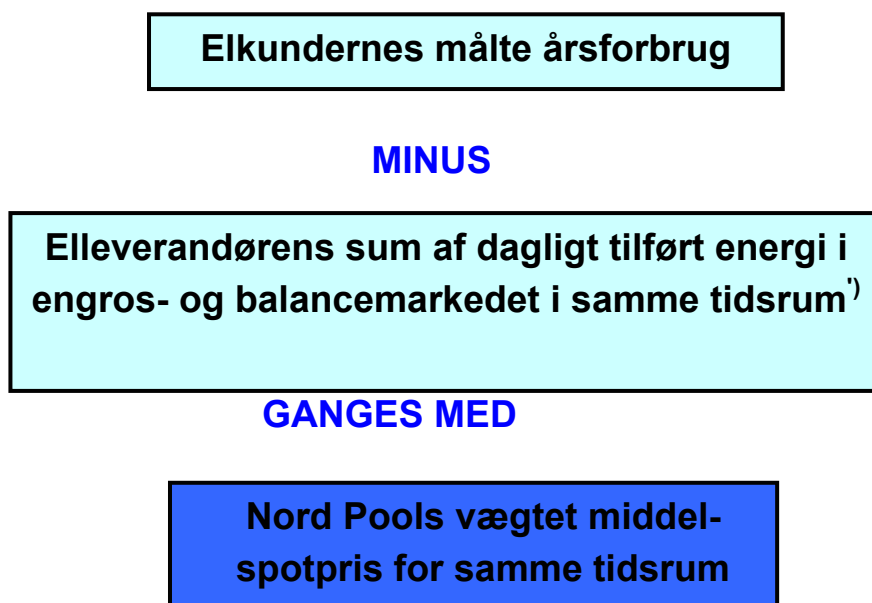 Elkundernes målte årsforbrug
MINUS
Elleverandørens sum af dagligt tilført energi i
engros- og balancemarkedet i samme tidsrum')
GANGES MED
Nord Pools vægtet middel-
spotpris for samme tidsrum